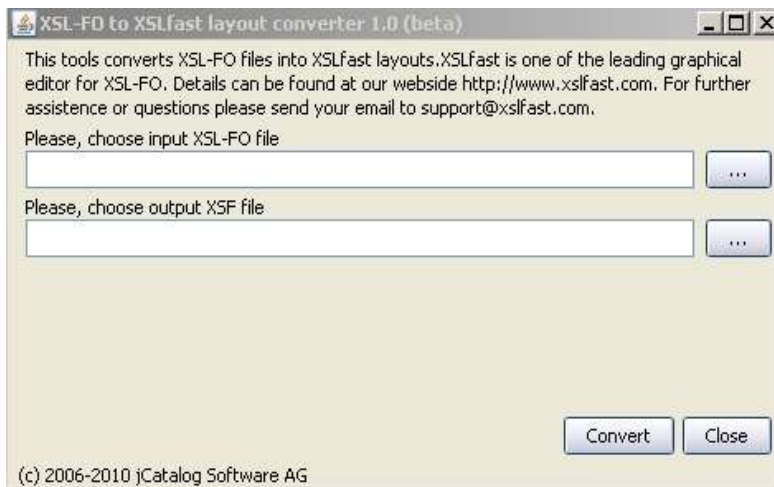 XSL-FO to XSLfast layout converter 1.0 (beta)
This tools converts XSL-FO files into XSLfast layouts.XSLfast is one of the leading graphical
editor for XSL-FO. Details can be found at our webside http://www.xslfast.com. For further
assistence or questions please send your email to support@xslfast.com.
Please, choose input XSL-FO file
...
Please, choose output XSF file
...
Convert Close
(c) 2006-2010 jCatalog Software AG